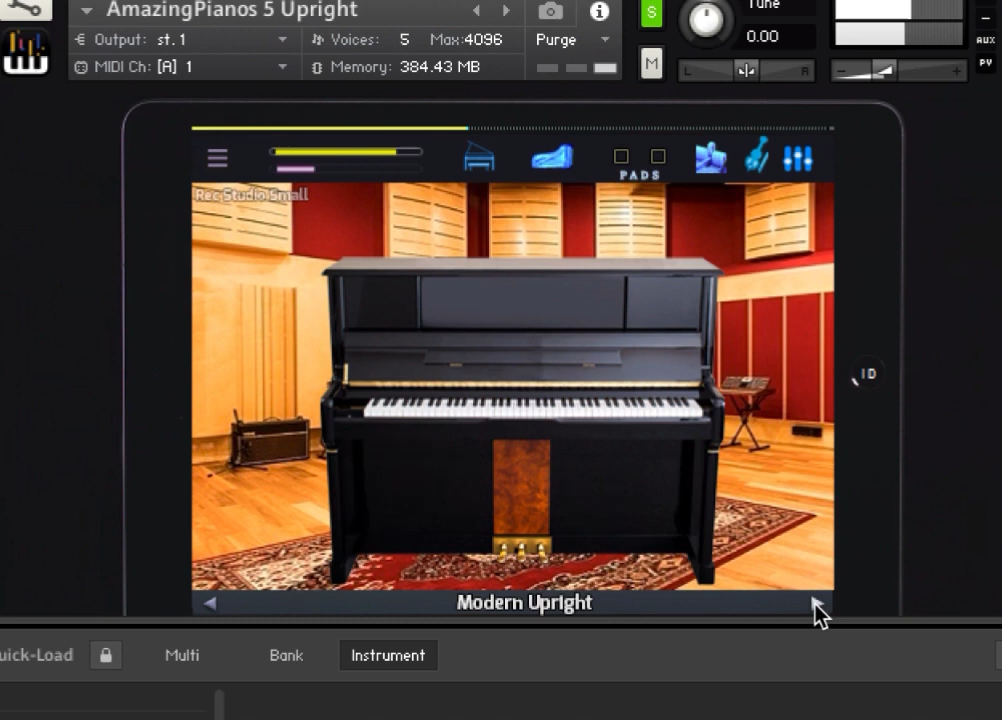 AmazingPianos 5 Upright
Output: st.1
Voices: 5 Max: 4096
Purge
MIDI Ch: [A] 1
Memory: 384.43 MB
S
M
Tune
0.00
L R
- +
AUX
PV
PADS
Rec Studio Small
ID
Modern Upright
uick-Load
Multi
Bank
Instrument